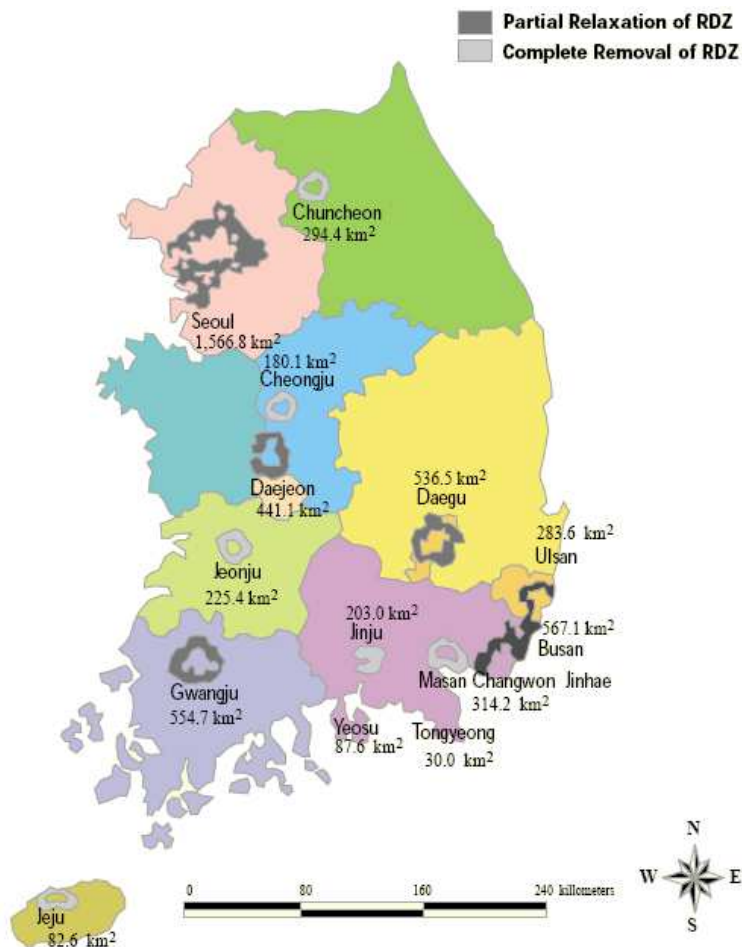 Partial Relaxation of RDZ
Complete Removal of RDZ
Chuncheon
294.4 km²
Seoul
1,566.8 km²
180.1 km²
Cheongju
Daejeon
441.1 km²
536.5 km²
Daegu
283.6 km²
Ulsan
Jeonju
225.4 km²
203.0 km²
Jinju
567.1 km²
Busan
Masan Changwon Jinhae
314.2 km²
Gwangju
554.7 km²
Yeosu
87.6 km²
Tongyeong
30.0 km²
N
W E
S
0 80 160 240 killometers
Jeju
82.6 km²